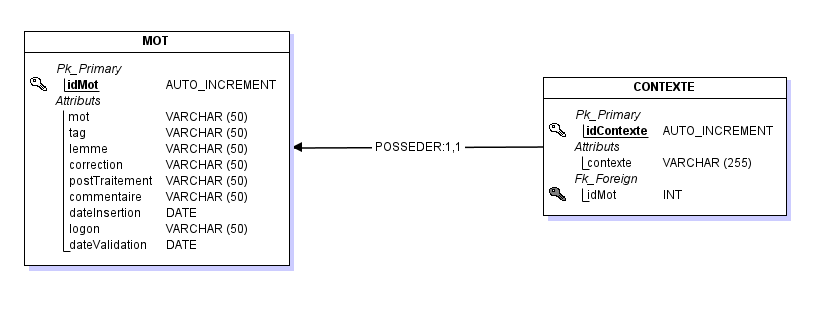 MOT
Pk_Primary
idMot AUTO_INCREMENT
Attributs
mot VARCHAR (50)
tag VARCHAR (50)
lemme VARCHAR (50)
correction VARCHAR (50)
postTraitement VARCHAR (50)
commentaire VARCHAR (50)
dateInsertion DATE
logon VARCHAR (50)
dateValidation DATE
POSSEDER:1,1
CONTEXTE
Pk_Primary
idContexte AUTO_INCREMENT
Attributs
contexte VARCHAR (255)
Fk_Foreign
idMot INT